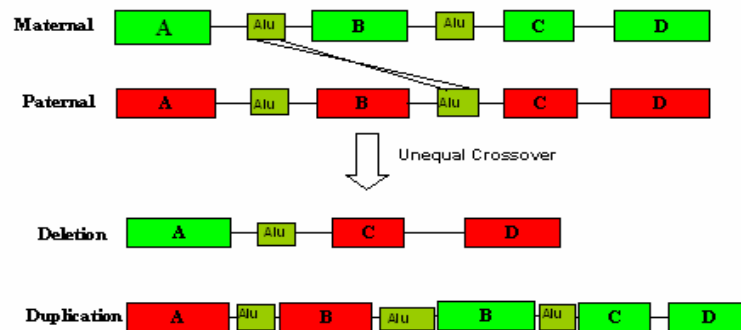 Maternal A Alu B Alu C D
Paternal A Alu B Alu C D
Unequal Crossover
Deletion A Alu C D
Duplication A Alu B Alu B Alu C D